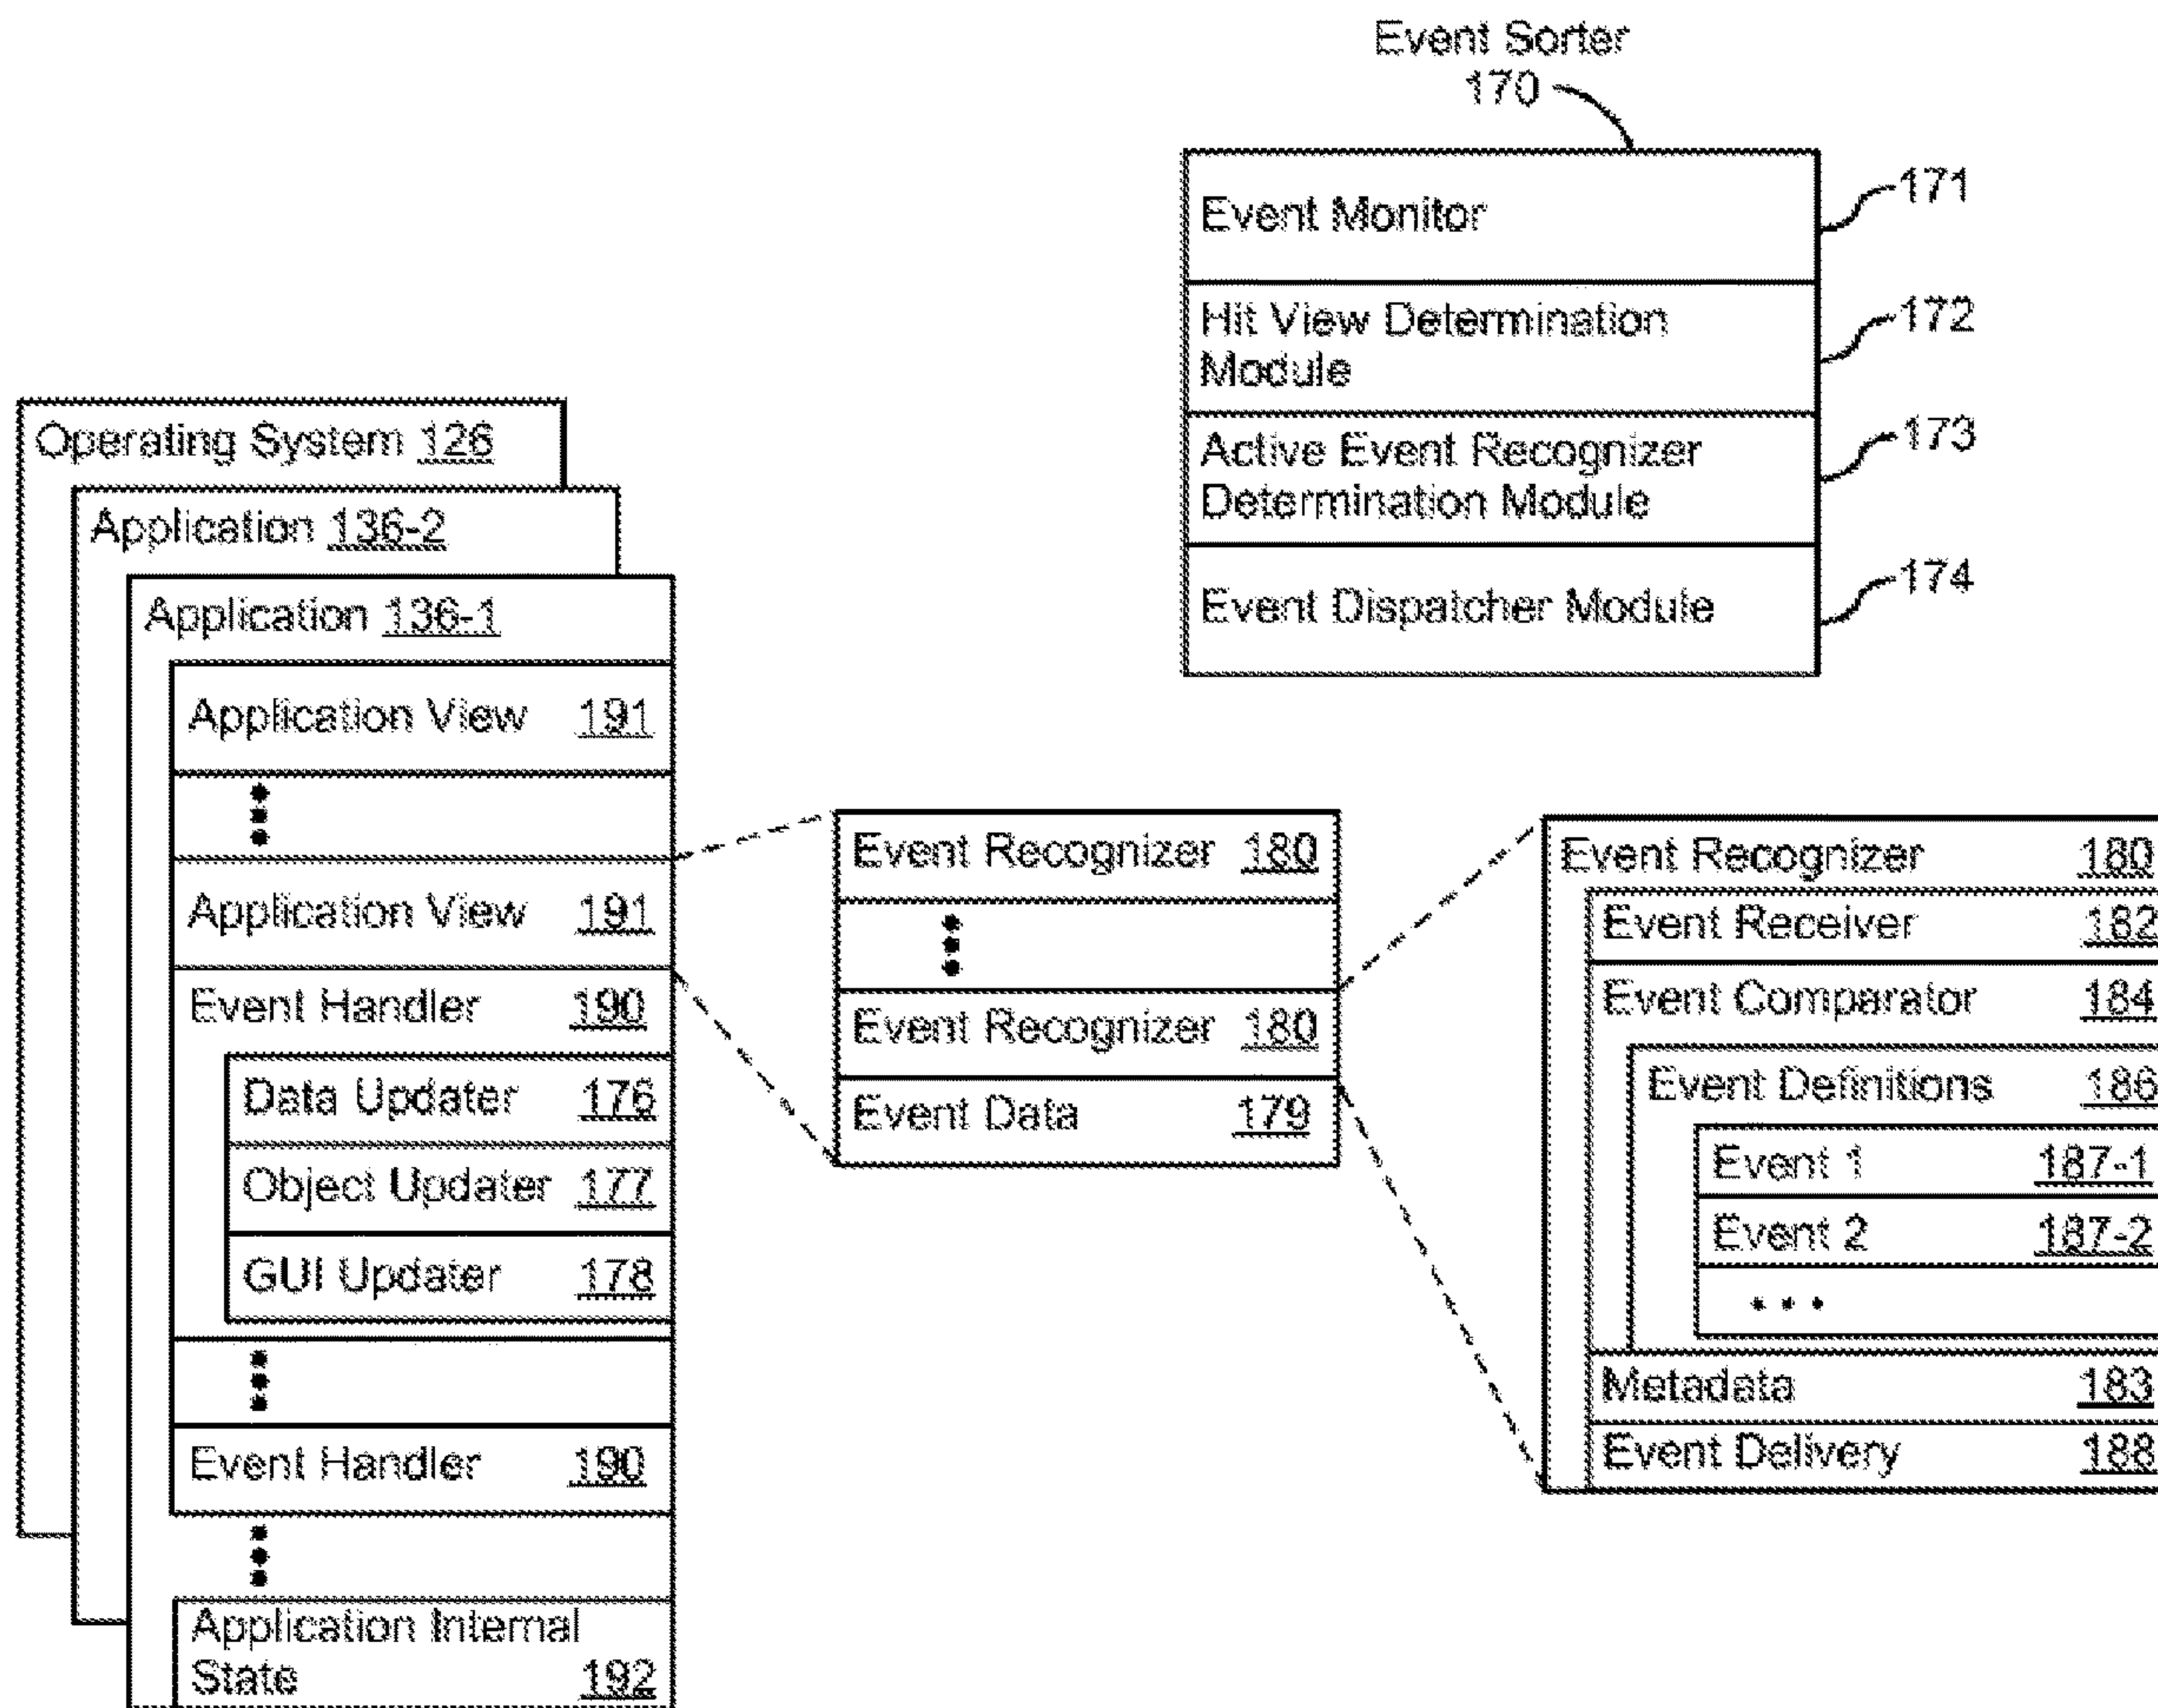 Event Sorter
170
Event Monitor
171
Hit View Determination
Module
172
Active Event Recognizer
Determination Module
173
Event Dispatcher Module
174
Operating System 126
Application 136-2
Application 136-1
Application View 191
Application View 191
Event Handler 190
Data Updater 176
Object Updater 177
GUI Updater 178
Event Handler 190
Application Internal
State 192
Event Recognizer 180
Event Recognizer 180
Event Data 179
Event Recognizer 180
Event Receiver 182
Event Comparator 184
Event Definitions 186
Event 1 187-1
Event 2 187-2
Metadata 183
Event Delivery 188